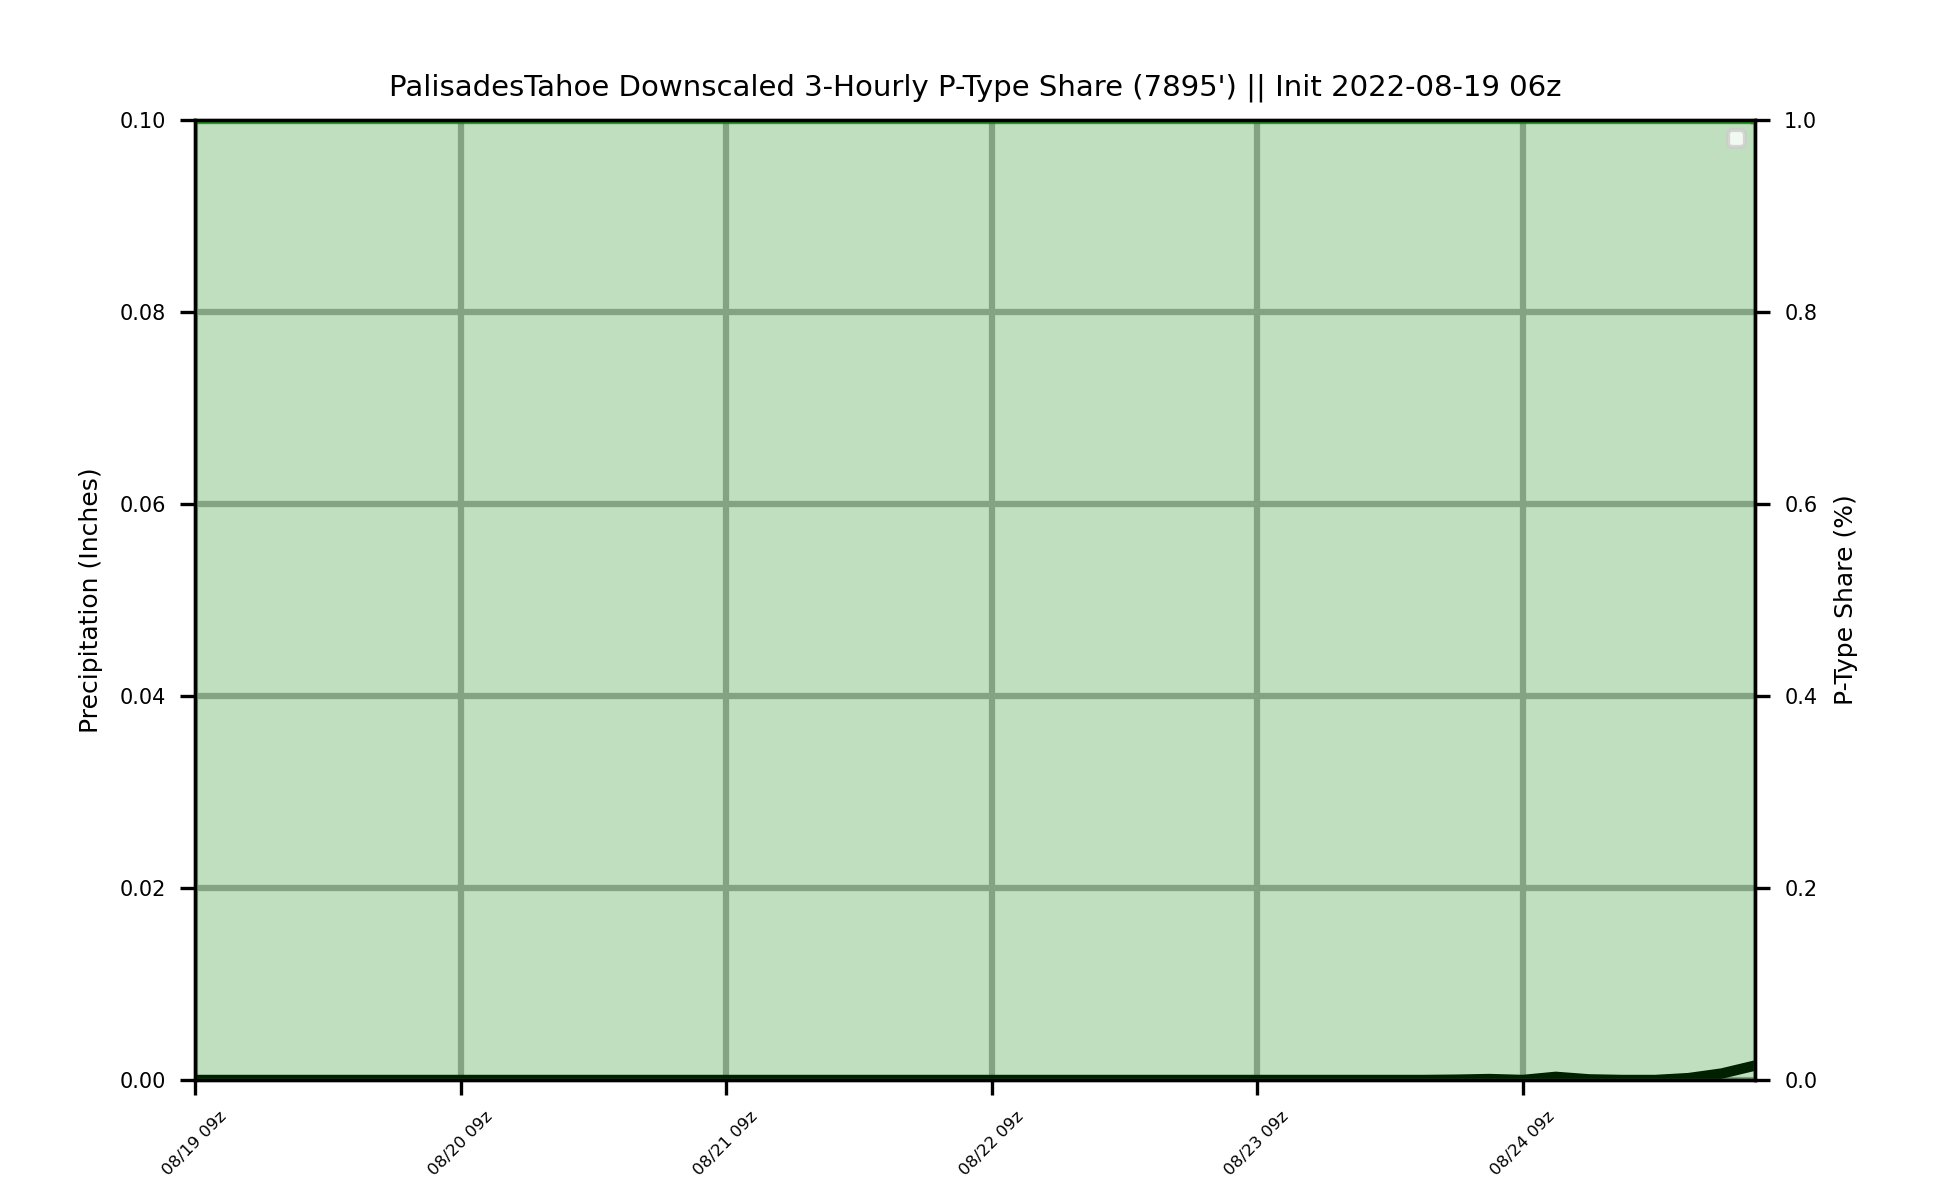 PalisadesTahoe Downscaled 3-Hourly P-Type Share (7895') || Init 2022-08-19 06z
0.10
0.08
0.06
0.04
0.02
0.00
Precipitation (Inches)
1.0
0.8
0.6
0.4
0.2
0.0
P-Type Share (%)
08/19 09z
08/20 09z
08/21 09z
08/22 09z
08/23 09z
08/24 09z